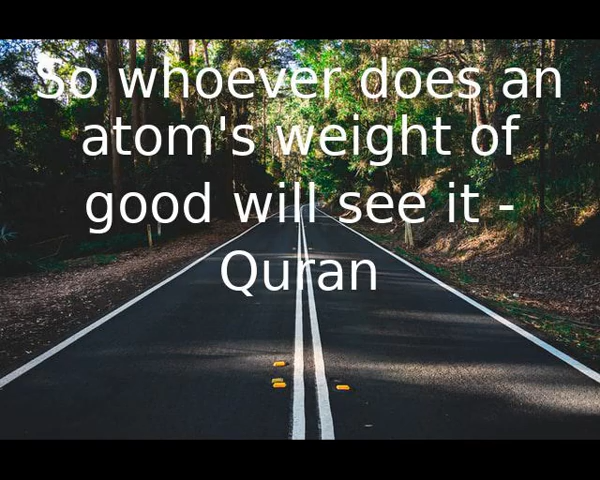 So whoever does an
atom's weight of
good will see it -
Quran